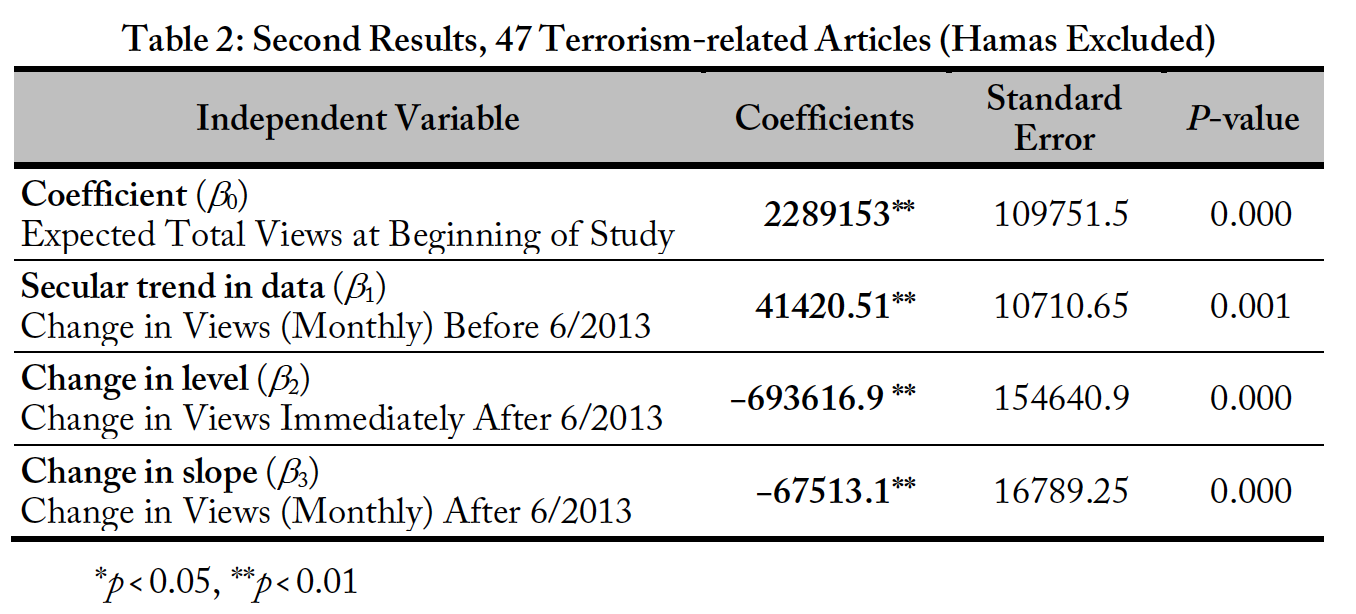 Table 2: Second Results, 47 Terrorism-related Articles (Hamas Excluded)
Independent Variable Coefficients Standard Error P-value
Coefficient (β0)
Expected Total Views at Beginning of Study 2289153** 109751.5 0.000
Secular trend in data (β1)
Change in Views (Monthly) Before 6/2013 41420.51** 10710.65 0.001
Change in level (β2)
Change in Views Immediately After 6/2013 –693616.9 ** 154640.9 0.000
Change in slope (β3)
Change in Views (Monthly) After 6/2013 –67513.1** 16789.25 0.000
*p<0.05, **p<0.01